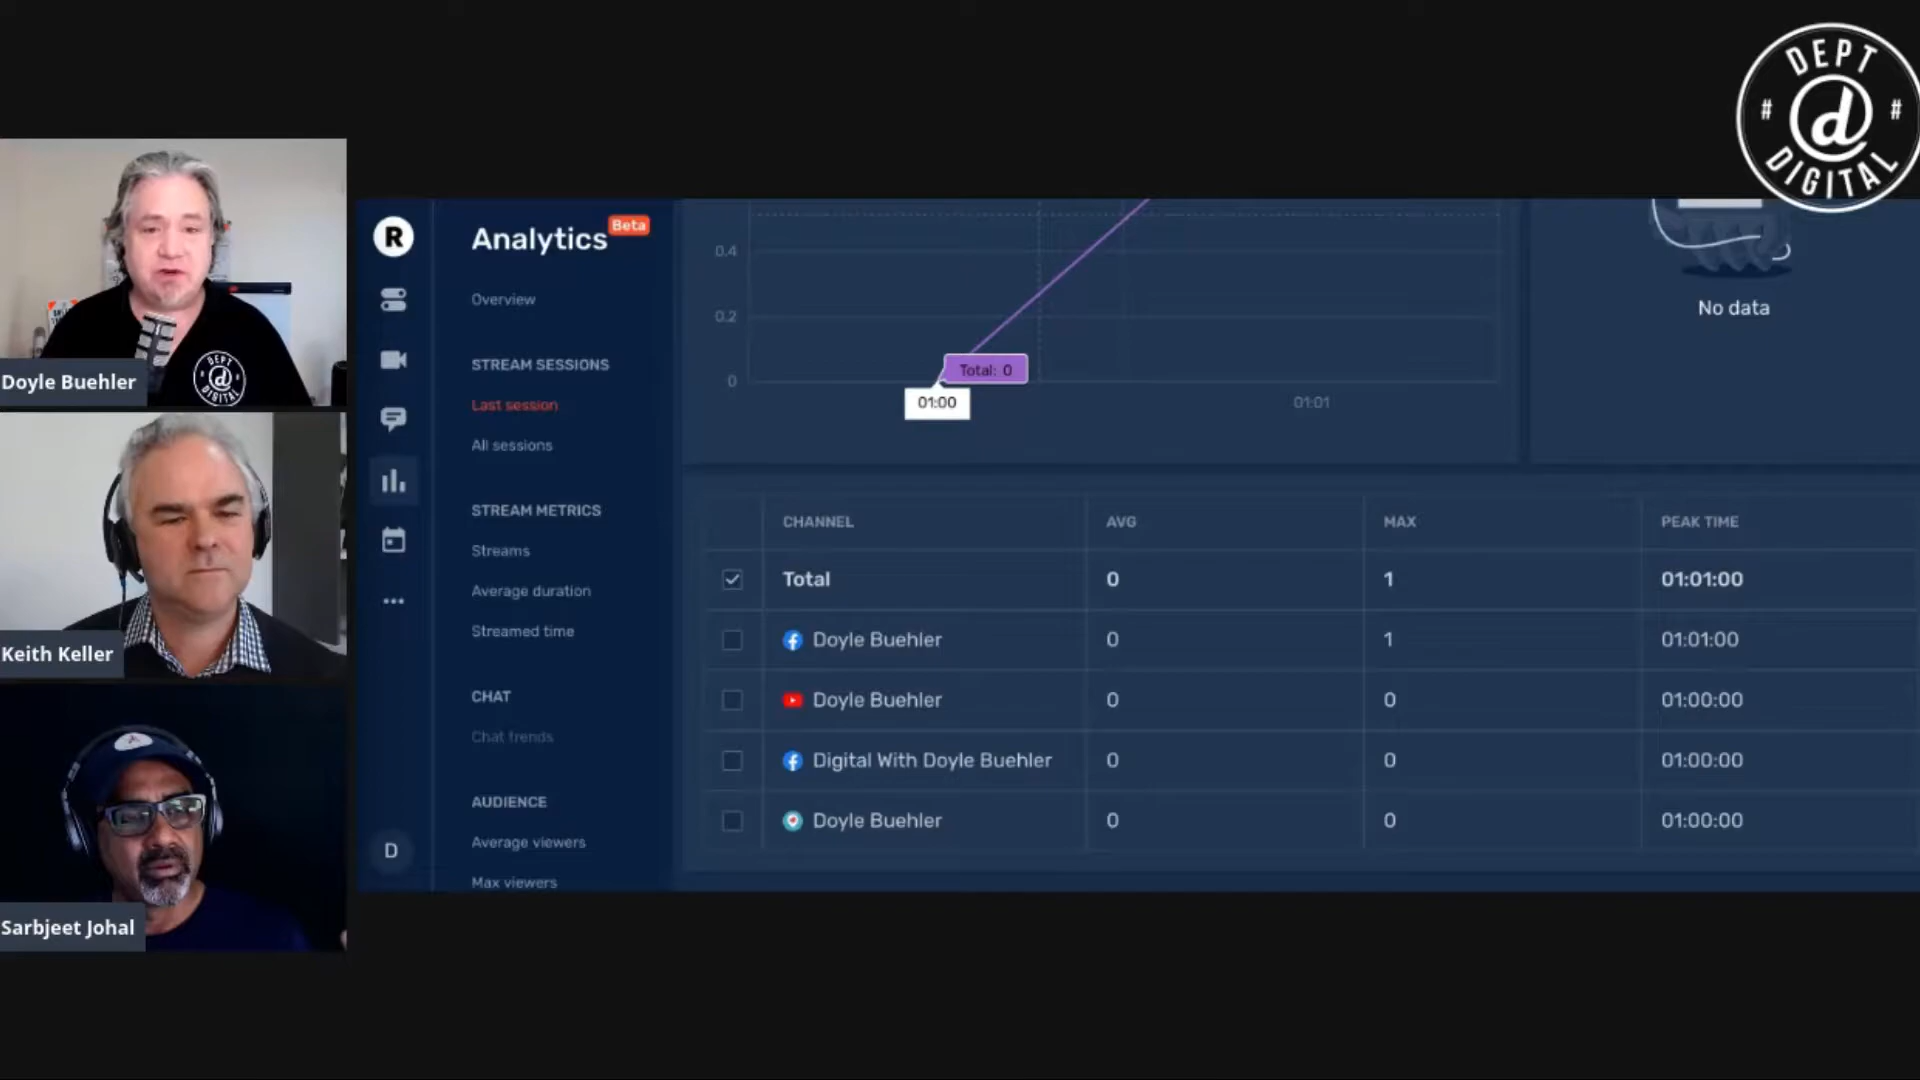 DEPT
# @d #
DIGITAL
Doyle Buehler
DEPT
# @d #
DIGITAL
Keith Keller
Sarbjeet Johal
R
Analytics
Beta
Overview
STREAM SESSIONS
Last session
All sessions
STREAM METRICS
Streams
Average duration
Streamed time
CHAT
Chat trends
AUDIENCE
Average viewers
Max viewers
D
0.4
0.2
0
Total: 0
01:00
01:01
No data
CHANNEL AVG MAX PEAK TIME
Total 0 1 01:01:00
Doyle Buehler 0 1 01:01:00
Doyle Buehler 0 0 01:00:00
Digital With Doyle Buehler 0 0 01:00:00
Doyle Buehler 0 0 01:00:00